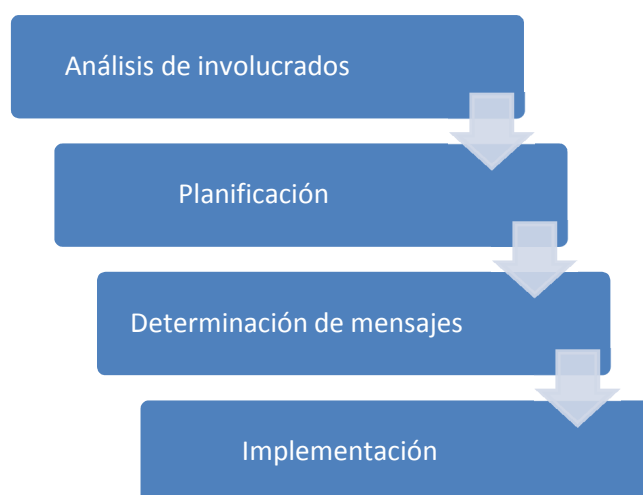 Análisis de involucrados
Planificación
Determinación de mensajes
Implementación